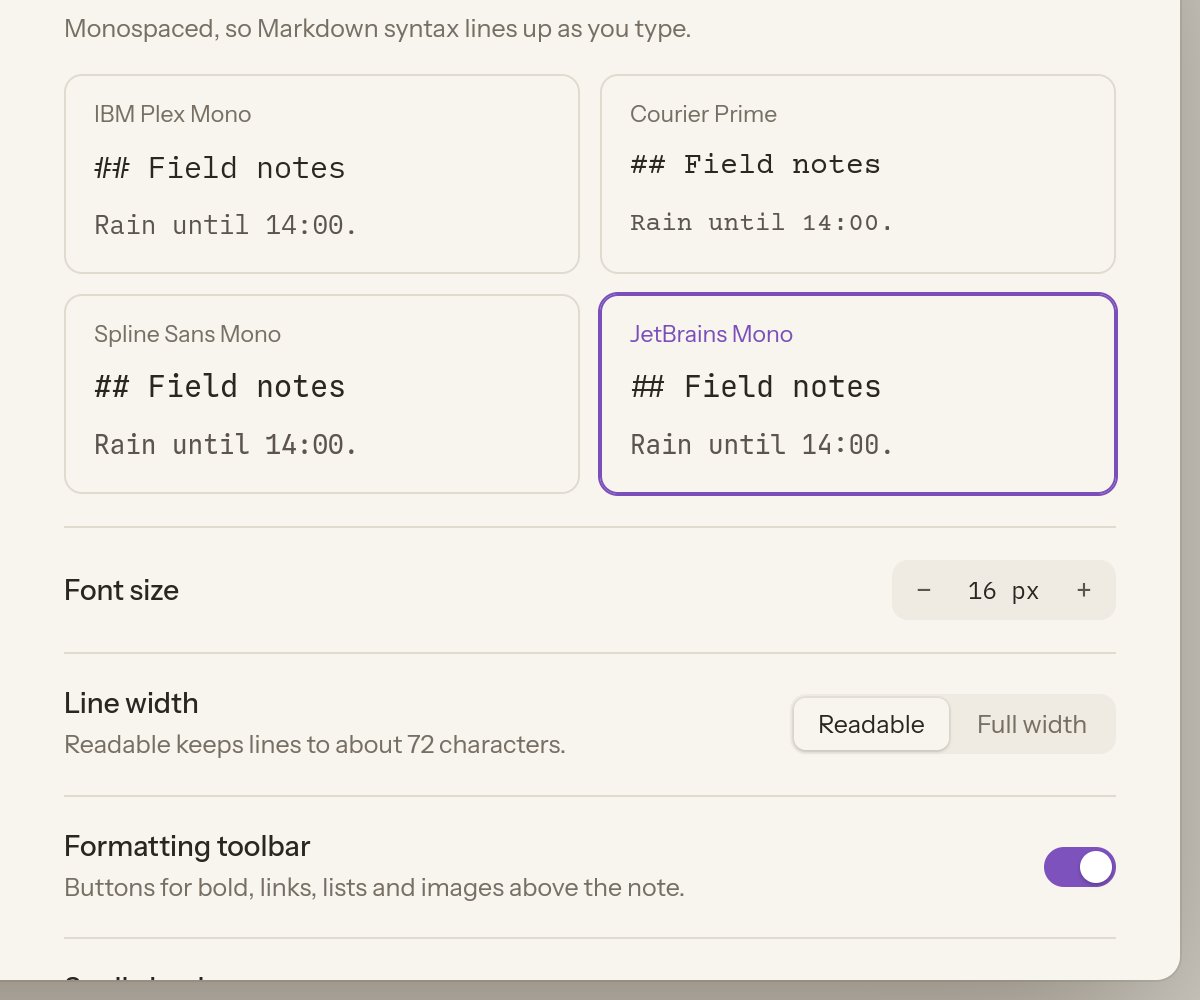 Monospaced, so Markdown syntax lines up as you type.
IBM Plex Mono
## Field notes
Rain until 14:00.
Courier Prime
## Field notes
Rain until 14:00.
Spline Sans Mono
## Field notes
Rain until 14:00.
JetBrains Mono
## Field notes
Rain until 14:00.
Font size
− 16 px +
Line width
Readable keeps lines to about 72 characters.
Readable
Full width
Formatting toolbar
Buttons for bold, links, lists and images above the note.